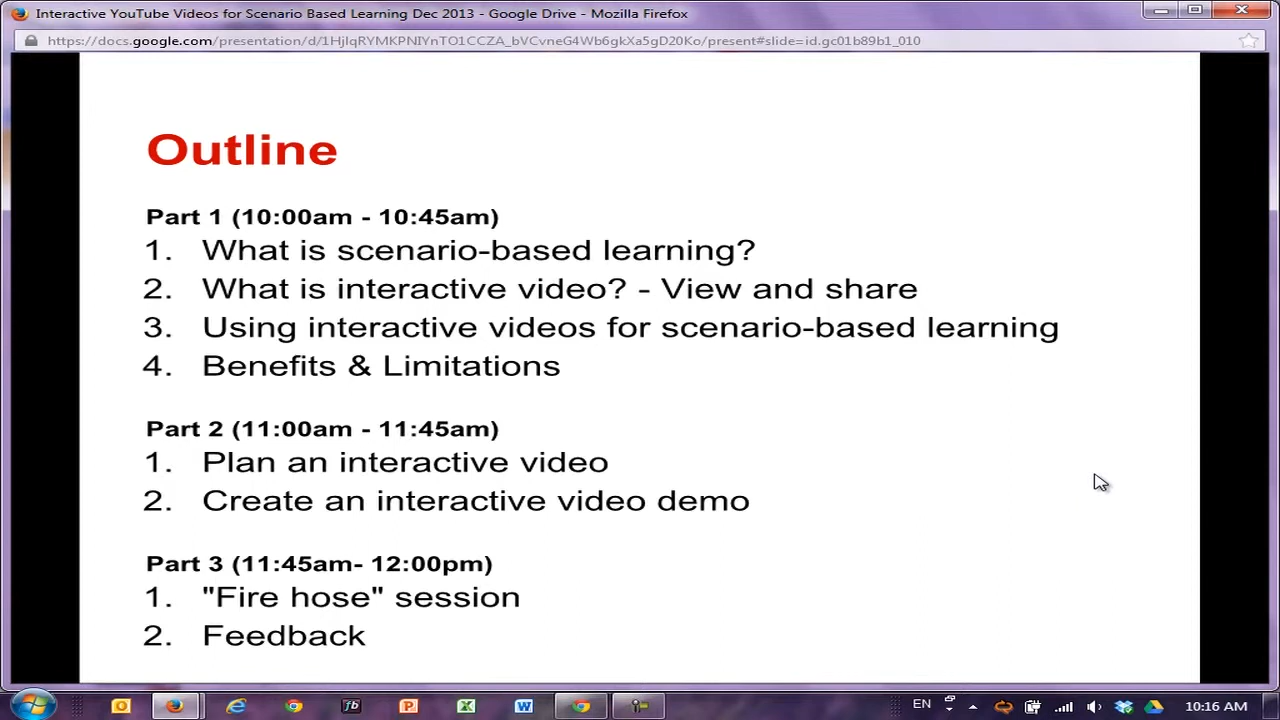 Interactive YouTube Videos for Scenario Based Learning Dec 2013 - Google Drive - Mozilla Firefox
https://docs.google.com/presentation/d/1HjIqRYMKPNIYnTO1CCZA_bVCvneG4Wb6gkXa5gD20Ko/present#slide=id.gc01b89b1_010
Outline
Part 1 (10:00am - 10:45am)
1. What is scenario-based learning?
2. What is interactive video? - View and share
3. Using interactive videos for scenario-based learning
4. Benefits & Limitations
Part 2 (11:00am - 11:45am)
1. Plan an interactive video
2. Create an interactive video demo
Part 3 (11:45am- 12:00pm)
1. "Fire hose" session
2. Feedback
EN
10:16 AM